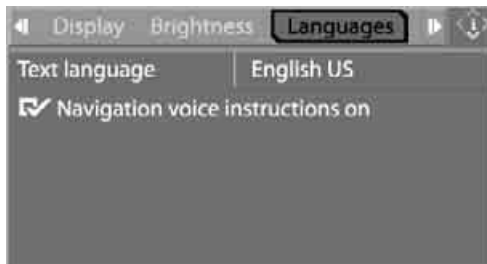 Display Brightness Languages
Text language English US
Navigation voice instructions on